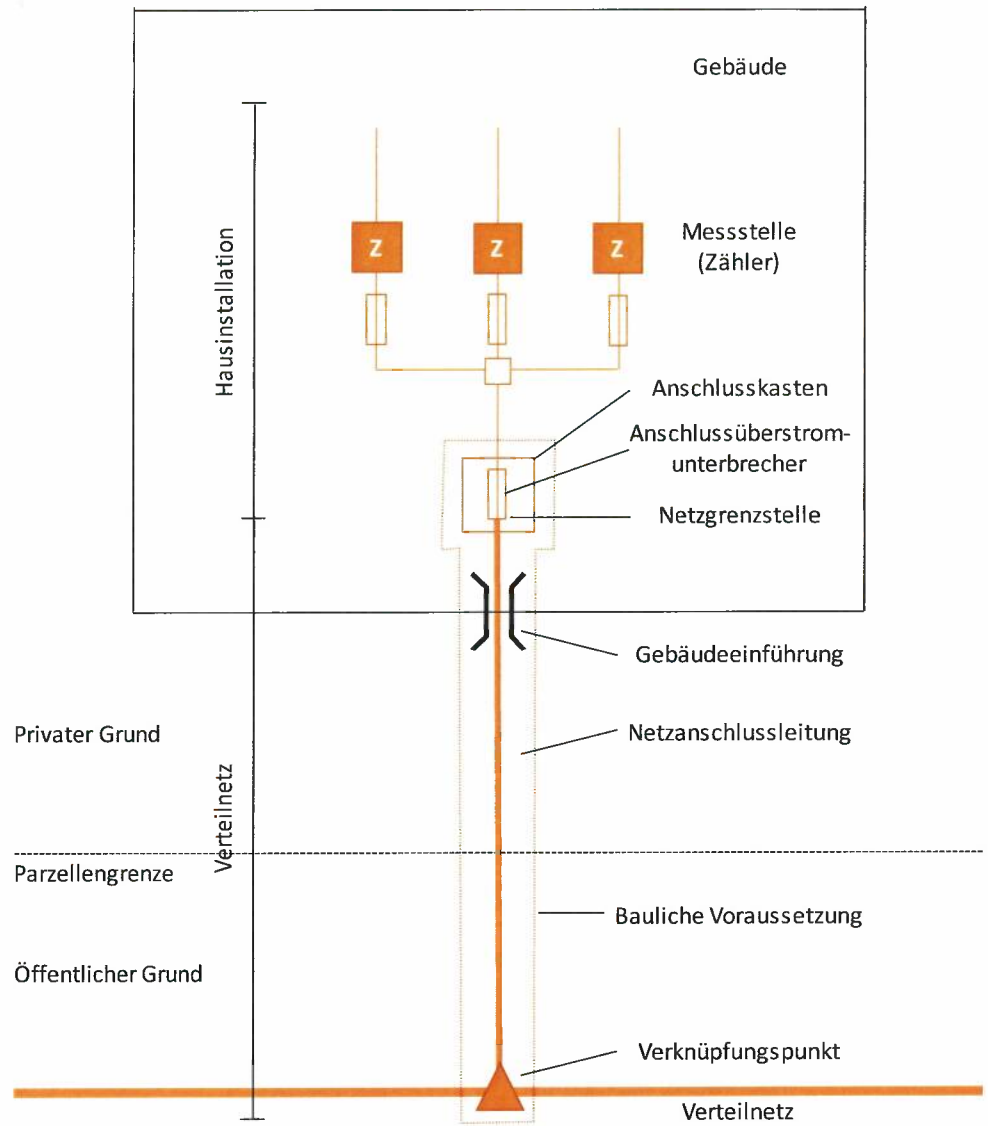 Gebäude
Hausinstallation
Z
Z
Z
Messstelle
(Zähler)
Anschlusskasten
Anschlussüberstrom-
unterbrecher
Netzgrenzstelle
Gebäudeeinführung
Privater Grund
Netzanschlussleitung
Verteilnetz
Parzellengrenze
Bauliche Voraussetzung
Öffentlicher Grund
Verknüpfungspunkt
Verteilnetz